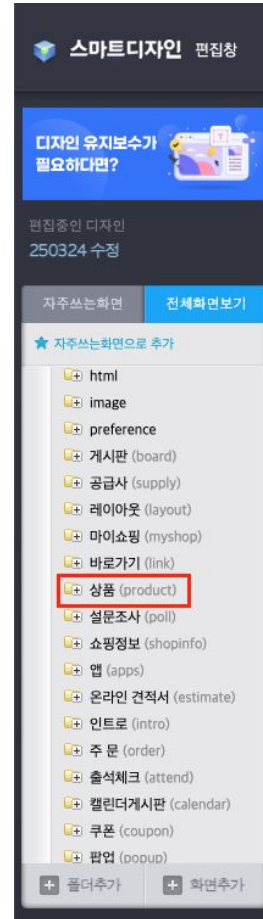 스마트디자인 편집창
디자인 유지보수가
필요하다면?
편집중인 디자인
250324 수정
자주쓰는화면 전체화면보기
자주쓰는화면으로 추가
html
image
preference
게시판 (board)
공급사 (supply)
레이아웃 (layout)
마이쇼핑 (myshop)
바로가기 (link)
상품 (product)
설문조사 (poll)
쇼핑정보 (shopinfo)
앱 (apps)
온라인 견적서 (estimate)
인트로 (intro)
주 문 (order)
출석체크 (attend)
캘린더게시판 (calendar)
쿠폰 (coupon)
팝업 (popup)
폴더추가 화면추가